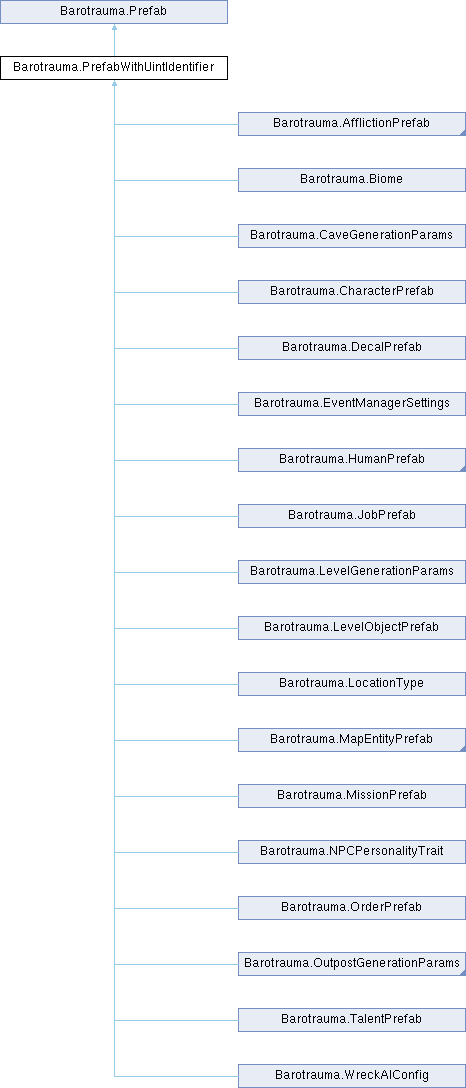 Barotrauma.Prefab
Barotrauma.PrefabWithUintIdentifier
Barotrauma.AfflictionPrefab
Barotrauma.Biome
Barotrauma.CaveGenerationParams
Barotrauma.CharacterPrefab
Barotrauma.DecalPrefab
Barotrauma.EventManagerSettings
Barotrauma.HumanPrefab
Barotrauma.JobPrefab
Barotrauma.LevelGenerationParams
Barotrauma.LevelObjectPrefab
Barotrauma.LocationType
Barotrauma.MapEntityPrefab
Barotrauma.MissionPrefab
Barotrauma.NPCPersonalityTrait
Barotrauma.OrderPrefab
Barotrauma.OutpostGenerationParams
Barotrauma.TalentPrefab
Barotrauma.WreckAIConfig